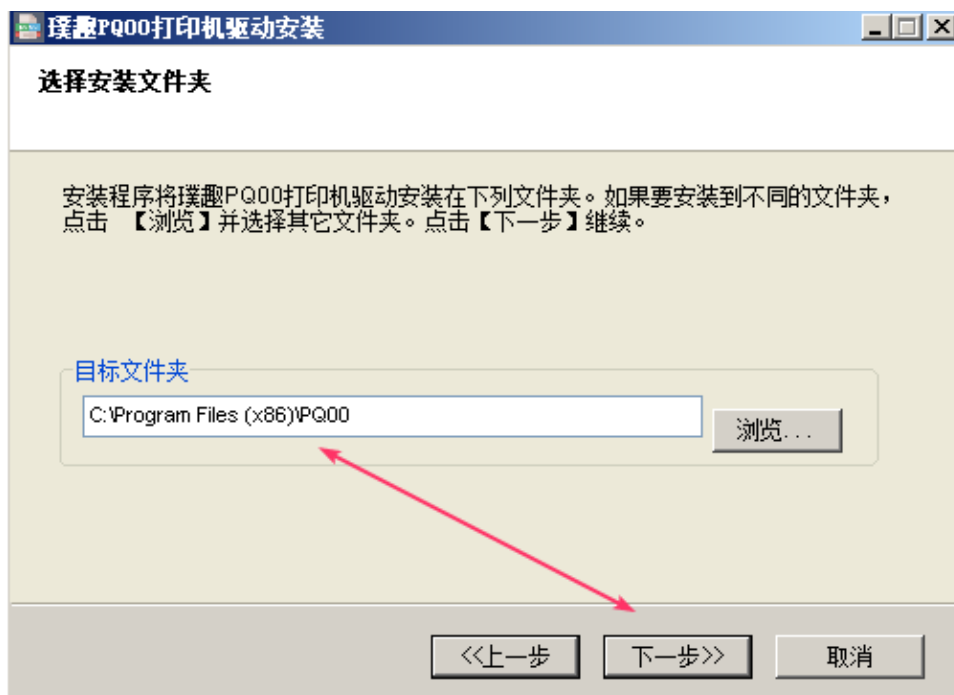 璞趣PQ00打印机驱动安装
选择安装文件夹
安装程序将璞趣PQ00打印机驱动安装在下列文件夹。如果要安装到不同的文件夹，
点击 【浏览】并选择其它文件夹。点击【下一步】继续。
目标文件夹
C:\Program Files (x86)\PQ00
浏览...
<<上一步
下一步>>
取消